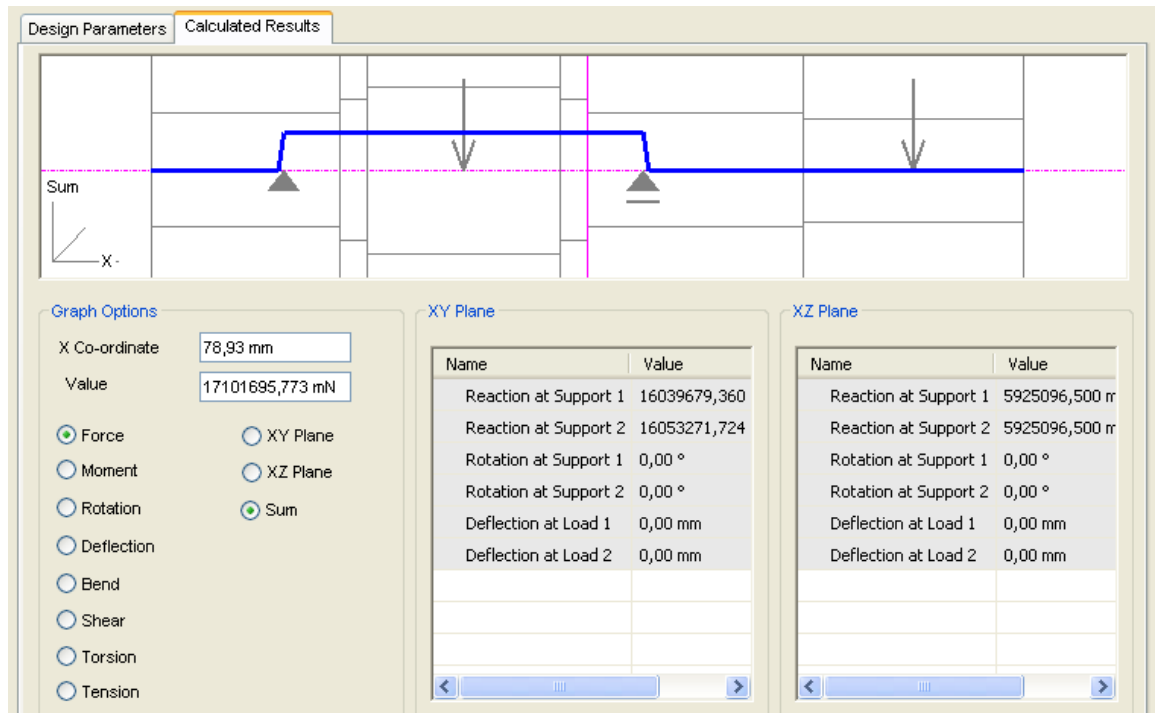 Design Parameters Calculated Results
Sum
X -
Graph Options
X Co-ordinate 78,93 mm
Value 17101695,773 mN
Force XY Plane
Moment XZ Plane
Rotation Sum
Deflection
Bend
Shear
Torsion
Tension
XY Plane
Name Value
Reaction at Support 1 16039679,360
Reaction at Support 2 16053271,724
Rotation at Support 1 0,00 °
Rotation at Support 2 0,00 °
Deflection at Load 1 0,00 mm
Deflection at Load 2 0,00 mm
XZ Plane
Name Value
Reaction at Support 1 5925096,500 m
Reaction at Support 2 5925096,500 m
Rotation at Support 1 0,00 °
Rotation at Support 2 0,00 °
Deflection at Load 1 0,00 mm
Deflection at Load 2 0,00 mm